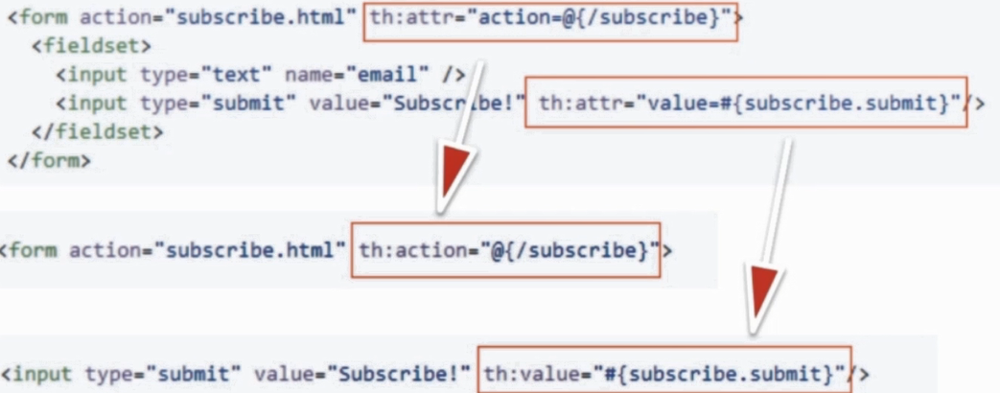 <form action="subscribe.html" th:attr="action=@{/subscribe}">
<fieldset>
<input type="text" name="email" />
<input type="submit" value="Subscribe!" th:attr="value=#{subscribe.submit}"/>
</fieldset>
</form>
<form action="subscribe.html" th:action="@{/subscribe}">
<input type="submit" value="Subscribe!" th:value="#{subscribe.submit}"/>